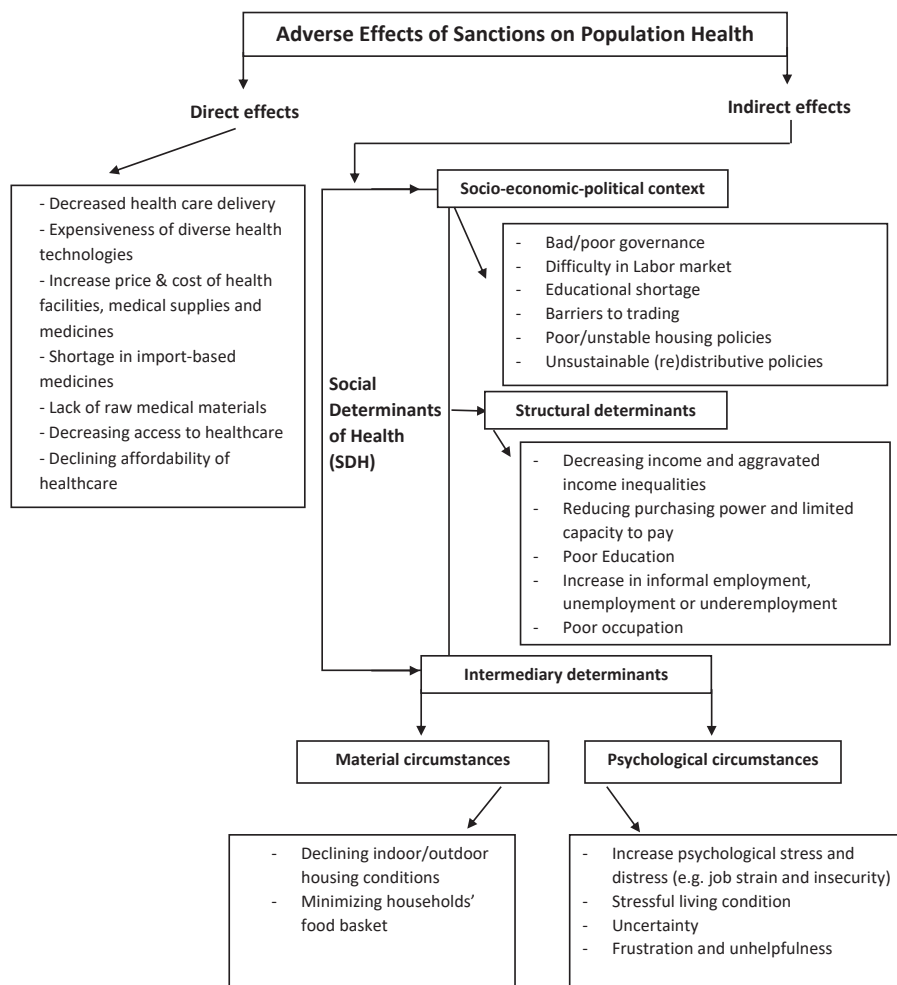 Adverse Effects of Sanctions on Population Health
Direct effects
Indirect effects
- Decreased health care delivery
- Expensiveness of diverse health
technologies
- Increase price & cost of health
facilities, medical supplies and
medicines
- Shortage in import-based
medicines
- Lack of raw medical materials
- Decreasing access to healthcare
- Declining affordability of
healthcare
Social
Determinants
of Health
(SDH)
Socio-economic-political context
- Bad/poor governance
- Difficulty in Labor market
- Educational shortage
- Barriers to trading
- Poor/unstable housing policies
- Unsustainable (re)distributive policies
Structural determinants
- Decreasing income and aggravated
income inequalities
- Reducing purchasing power and limited
capacity to pay
- Poor Education
- Increase in informal employment,
unemployment or underemployment
- Poor occupation
Intermediary determinants
Material circumstances
Psychological circumstances
- Declining indoor/outdoor
housing conditions
- Minimizing households’
food basket
- Increase psychological stress and
distress (e.g. job strain and insecurity)
- Stressful living condition
- Uncertainty
- Frustration and unhelpfulness